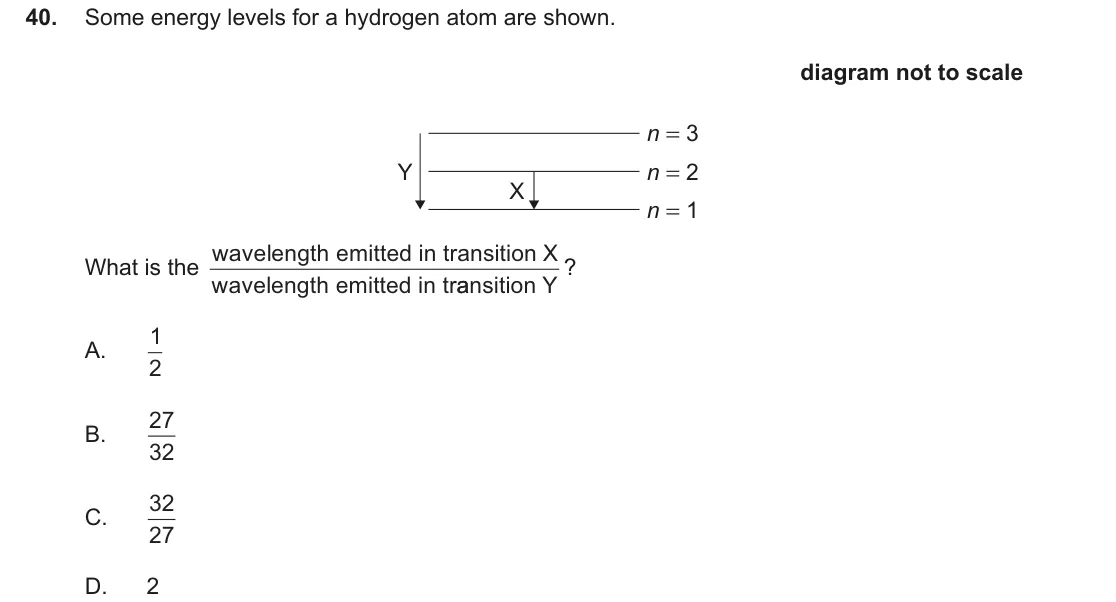 40. Some energy levels for a hydrogen atom are shown.
diagram not to scale
n = 3
Y
n = 2
X
n = 1
wavelength emitted in transition X
What is the ?
wavelength emitted in transition Y
A. 1
2
B. 27
32
C. 32
27
D. 2